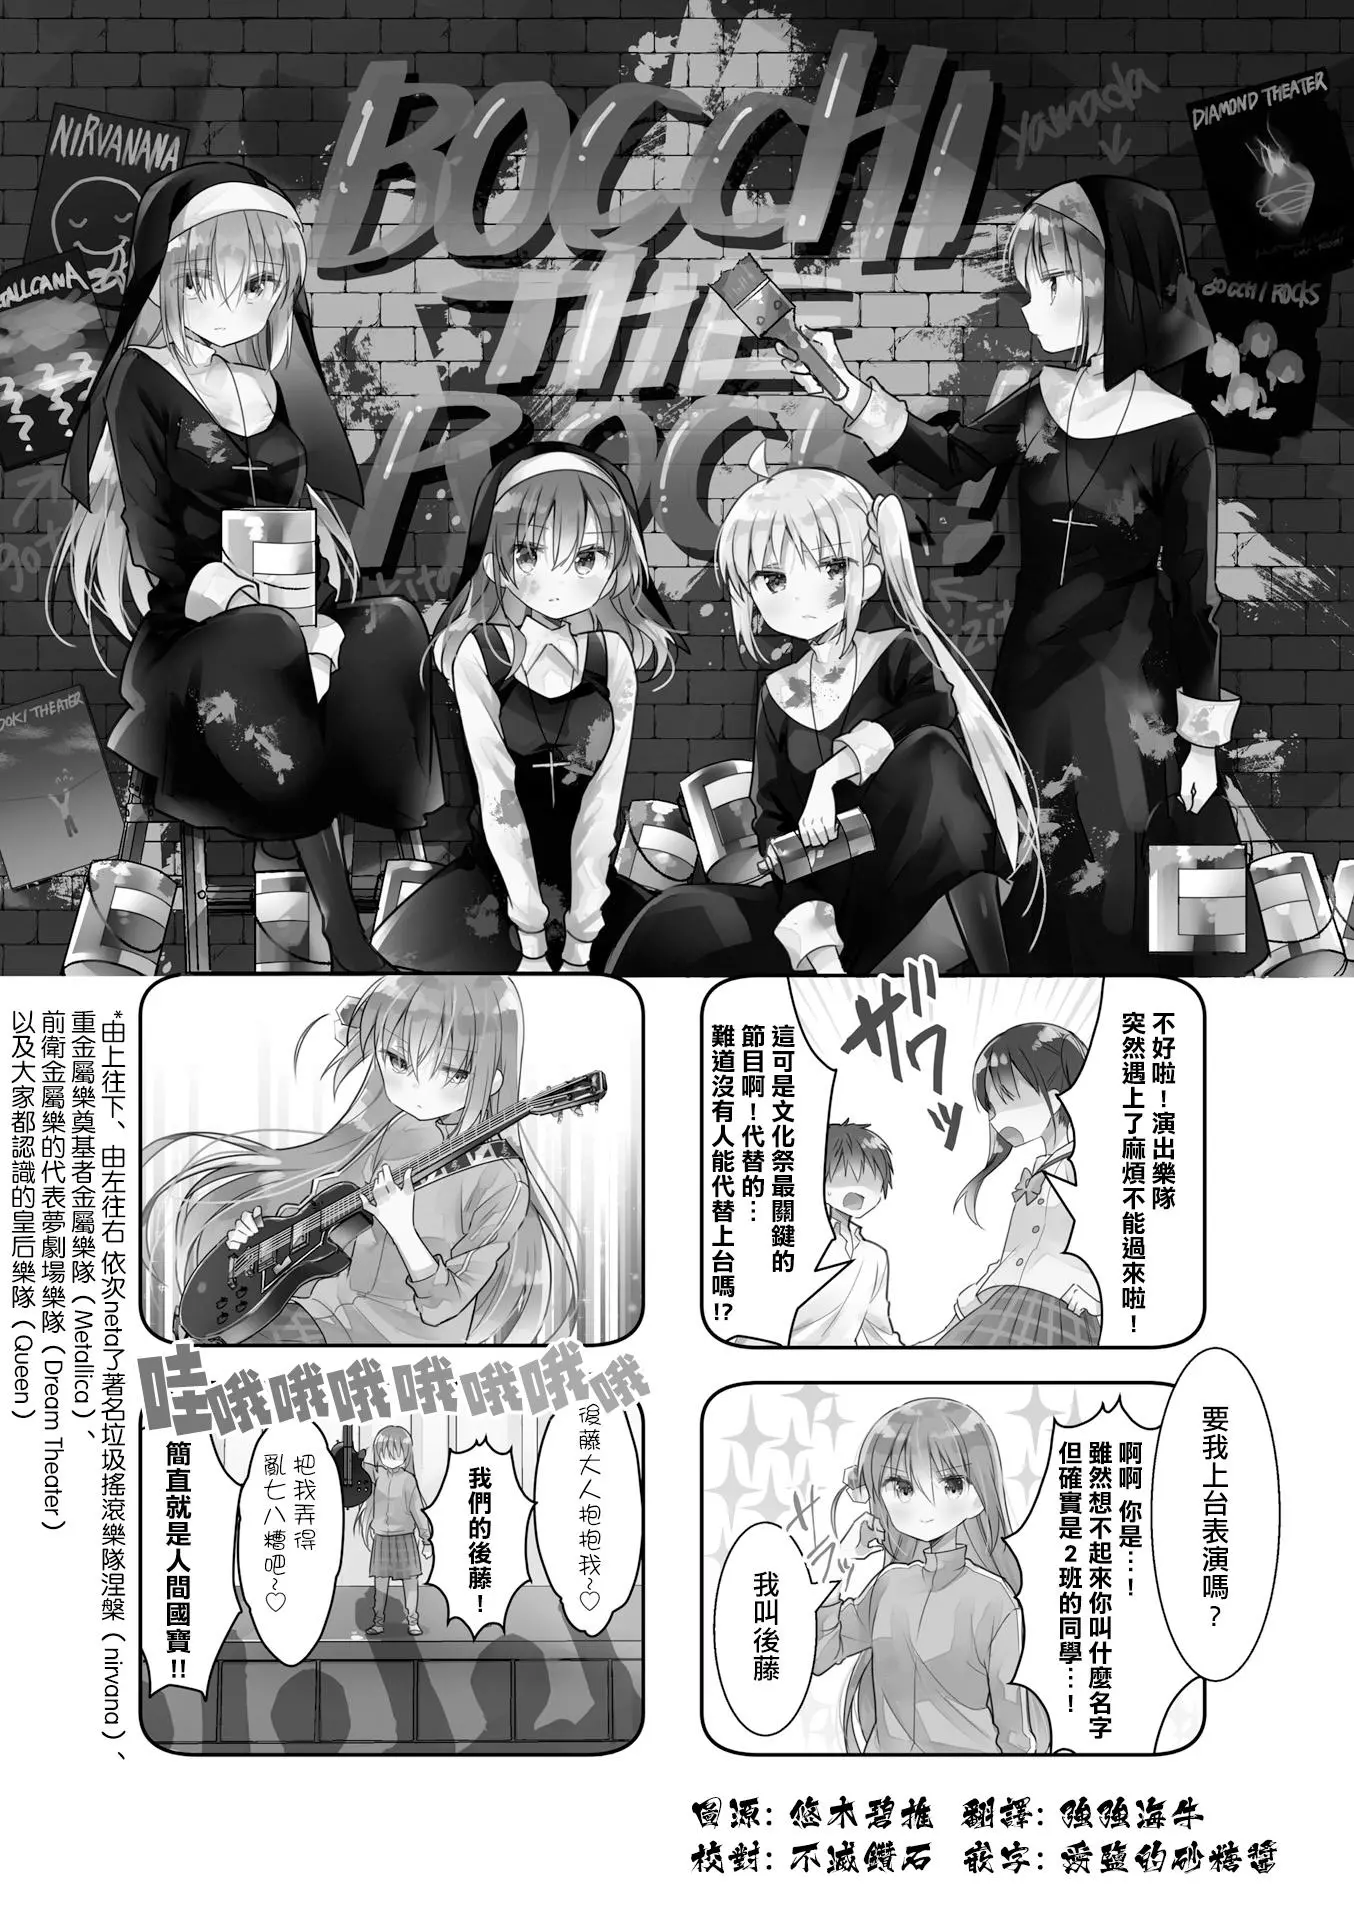 BOCCHI
THE
ROCK!
NIRVANANA
TALLCANA
yamada
DIAMOND THEATER
BOCCHI ROCKS
got
kita
OOKI THEATER
不好啦！演出樂隊
突然遇上了麻煩不能過來啦！
ザワッ
這可是文化祭最關鍵的
節目啊！代替的…
難道沒有人能代替上台嗎!?
要我上台表演嗎？
啊啊 你是…！
雖然想不起來你叫什麼名字
但確實是2班的同學…！
ズイッ
我叫後藤
哇哦哦哦哦哦哦哦
後藤大人抱抱我~♡
我們的後藤！
把我弄得
亂七八糟吧~♡
簡直就是人間國寶!!
*由上往下、由左往右 依次neta了著名垃圾搖滾樂隊涅槃（nirvana）、
重金屬樂奠基者金屬樂隊（Metallica）、
前衛金屬樂的代表夢劇場樂隊（Dream Theater）
以及大家都認識的皇后樂隊（Queen）
圖源：悠木碧推 翻譯：強強海牛
校對：不滅鑽石 嵌字：愛鹽的砂糖醬